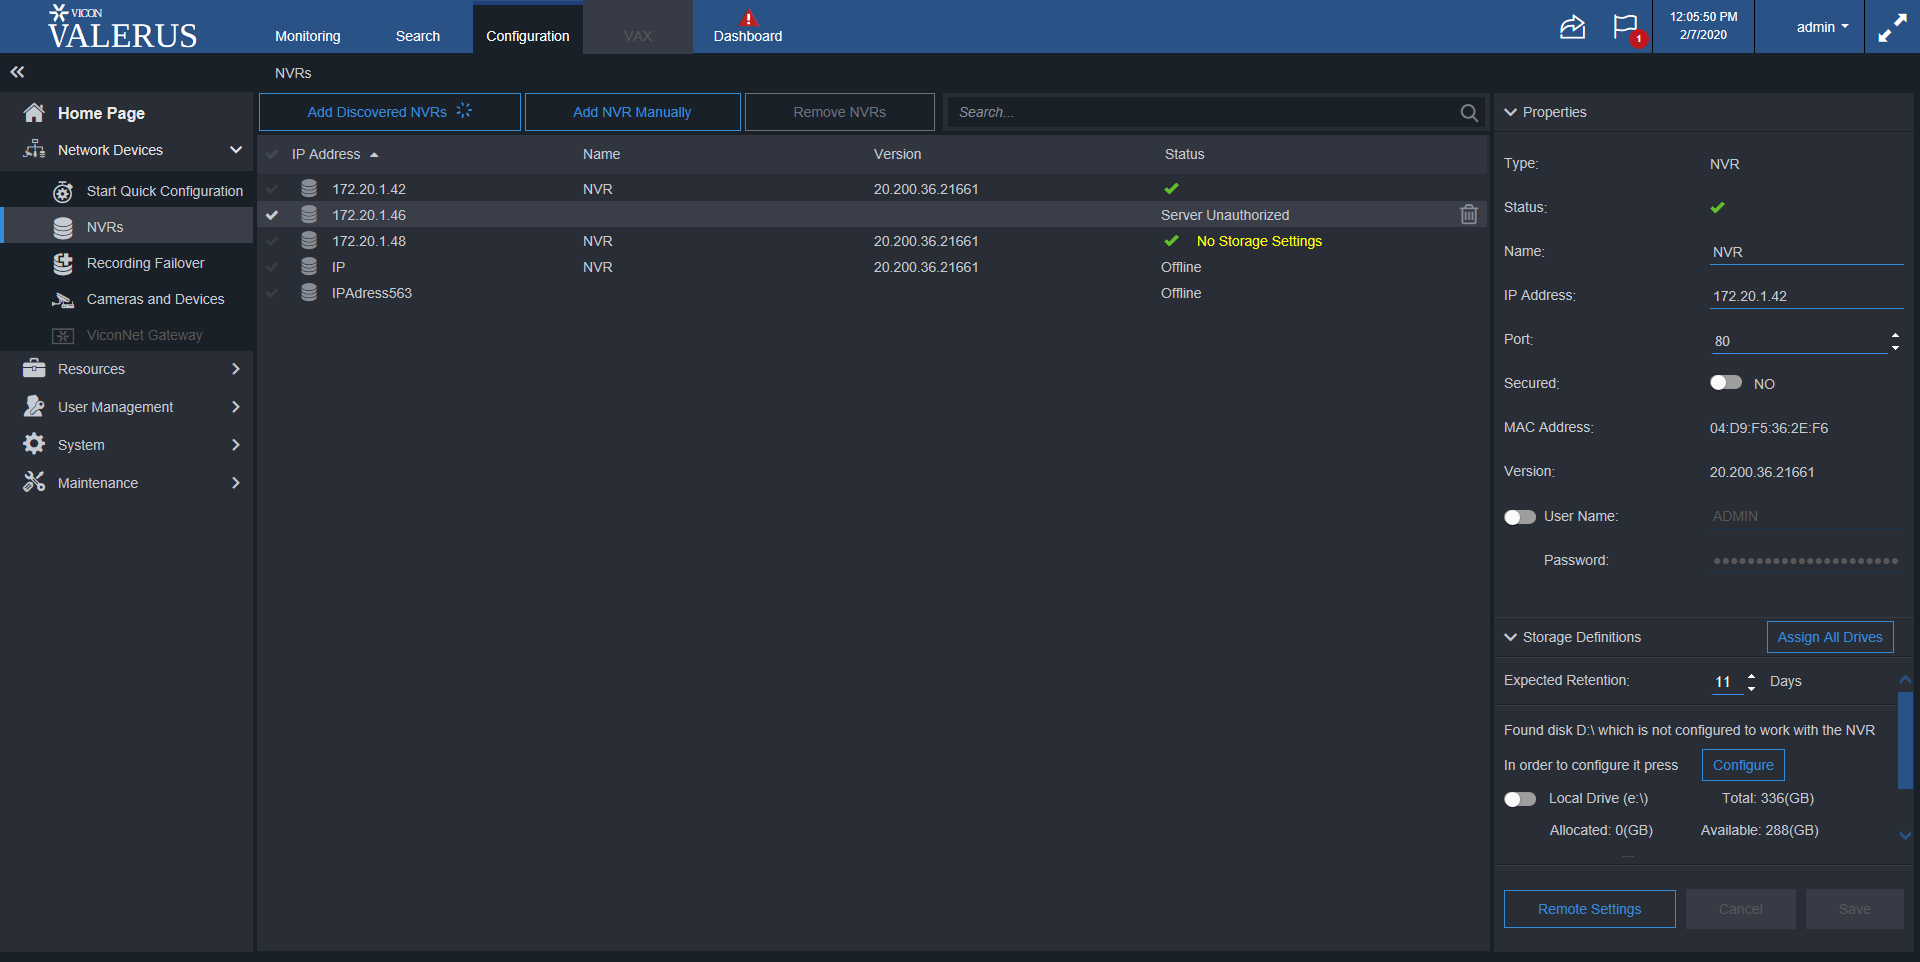 VICON
VALERUS
Monitoring
Search
Configuration
VAX
Dashboard
1
12:05:50 PM
2/7/2020
admin
NVRs
Home Page
Network Devices
Start Quick Configuration
NVRs
Recording Failover
Cameras and Devices
ViconNet Gateway
Resources
User Management
System
Maintenance
Add Discovered NVRs
Add NVR Manually
Remove NVRs
Search...
IP Address Name Version Status
172.20.1.42 NVR 20.200.36.21661
172.20.1.46 Server Unauthorized
172.20.1.48 NVR 20.200.36.21661 No Storage Settings
IP NVR 20.200.36.21661 Offline
IPAdress563 Offline
Properties
Type: NVR
Status:
Name: NVR
IP Address: 172.20.1.42
Port: 80
Secured: NO
MAC Address: 04:D9:F5:36:2E:F6
Version: 20.200.36.21661
User Name: ADMIN
Password:
Storage Definitions Assign All Drives
Expected Retention: 11 Days
Found disk D:\ which is not configured to work with the NVR
In order to configure it press Configure
Local Drive (e:\) Total: 336(GB)
Allocated: 0(GB) Available: 288(GB)
Remote Settings Cancel Save